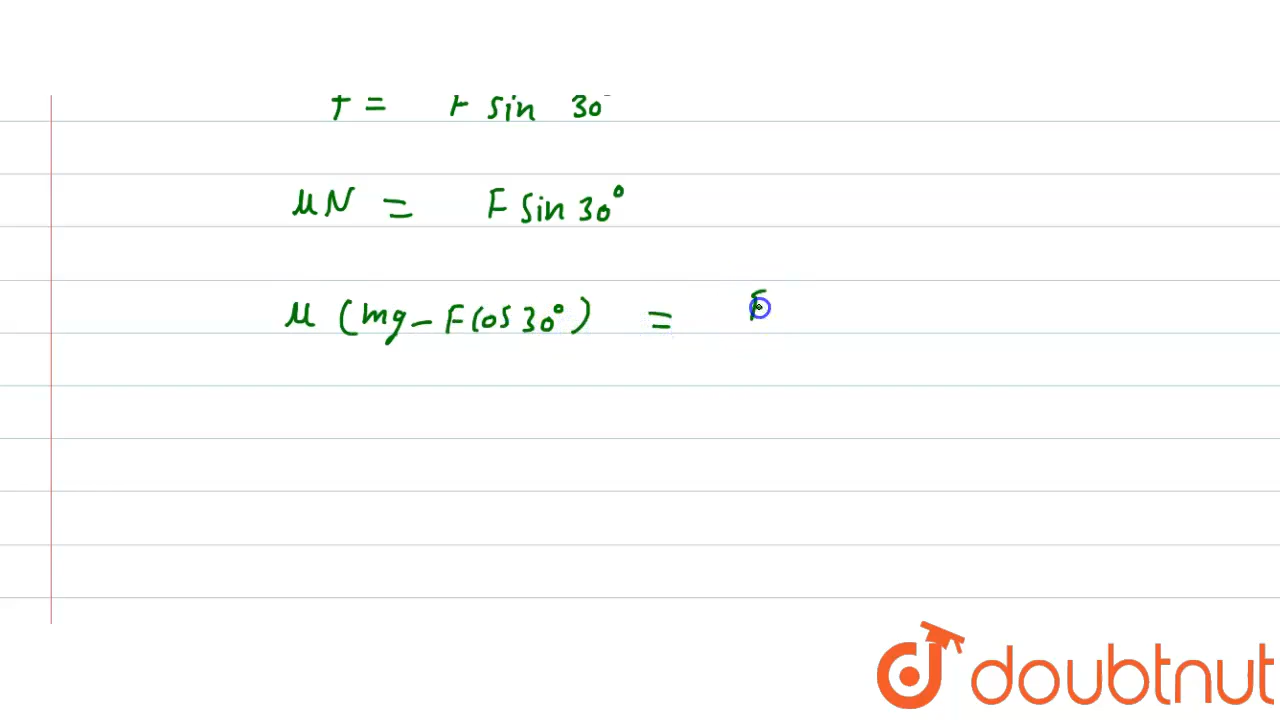 f = F sin 30°
μN = F sin 30°
μ (mg - F cos 30°) = F
doubtnut